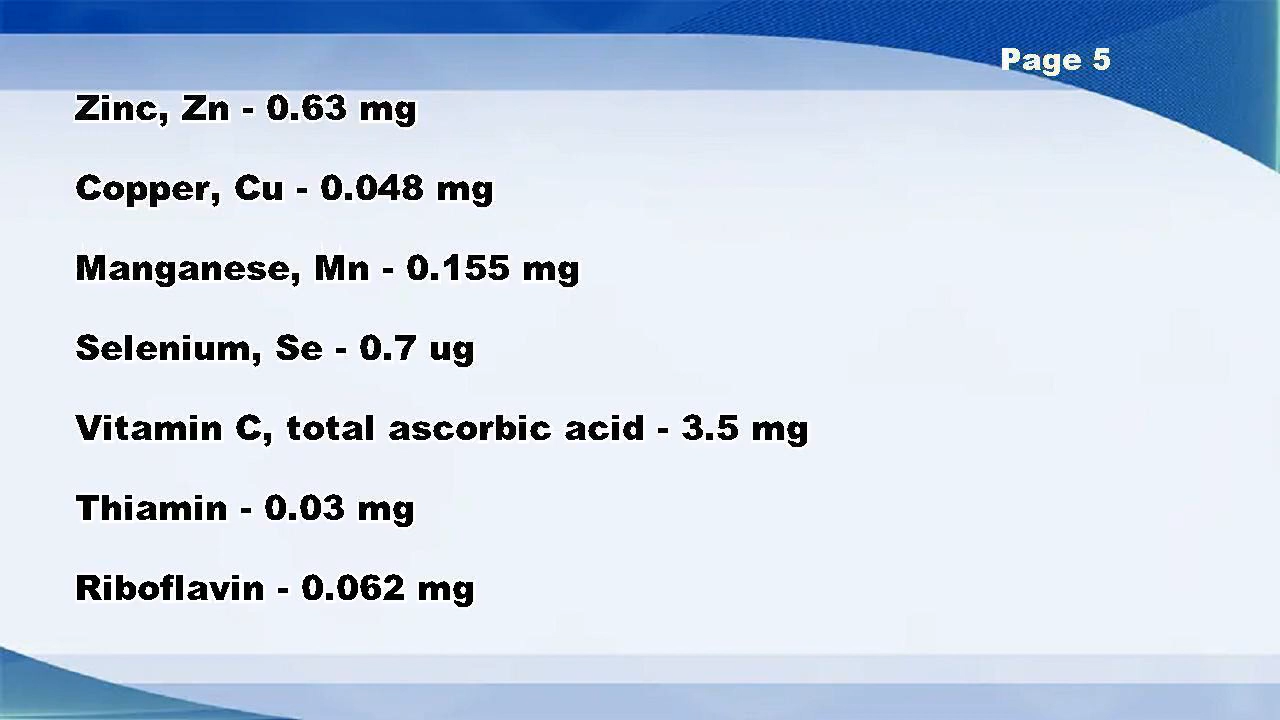 Page 5
Zinc, Zn - 0.63 mg
Copper, Cu - 0.048 mg
Manganese, Mn - 0.155 mg
Selenium, Se - 0.7 ug
Vitamin C, total ascorbic acid - 3.5 mg
Thiamin - 0.03 mg
Riboflavin - 0.062 mg